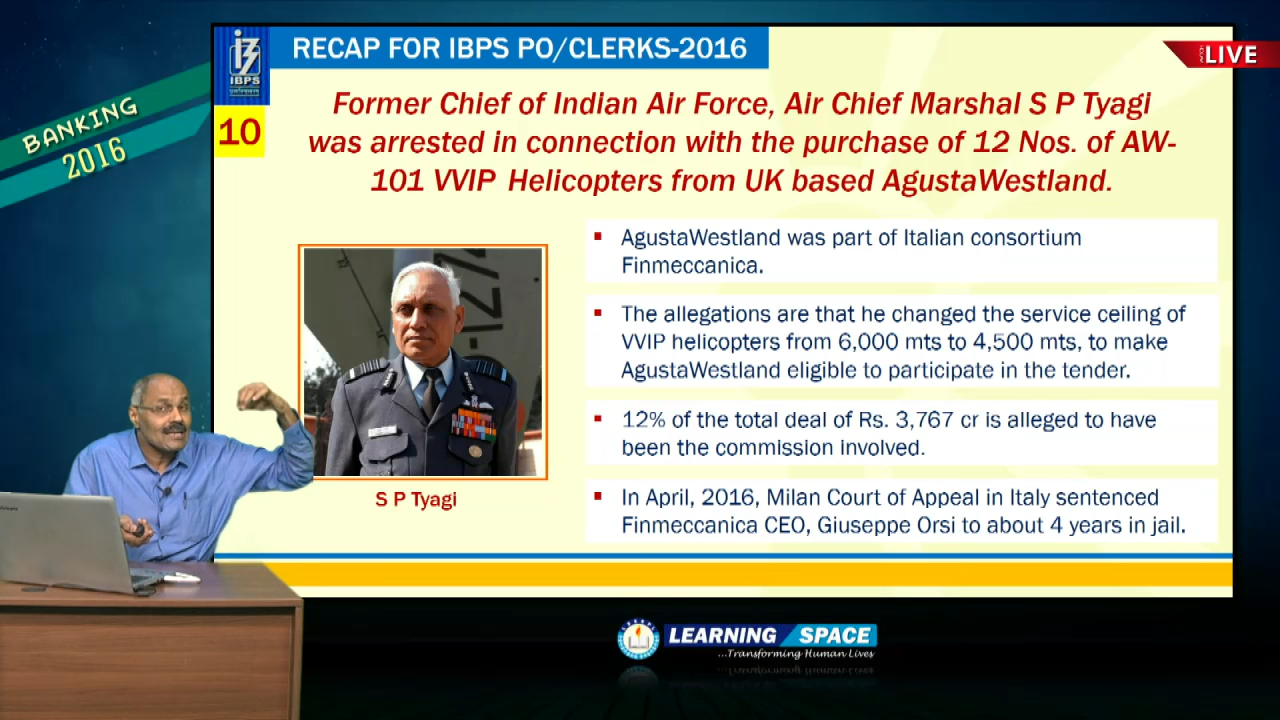 IBPS
RECAP FOR IBPS PO/CLERKS-2016
LIVE
BANKING
2016
10
Former Chief of Indian Air Force, Air Chief Marshal S P Tyagi
was arrested in connection with the purchase of 12 Nos. of AW-
101 VVIP Helicopters from UK based AgustaWestland.
▪ AgustaWestland was part of Italian consortium
Finmeccanica.
▪ The allegations are that he changed the service ceiling of
VVIP helicopters from 6,000 mts to 4,500 mts, to make
AgustaWestland eligible to participate in the tender.
▪ 12% of the total deal of Rs. 3,767 cr is alleged to have
been the commission involved.
▪ In April, 2016, Milan Court of Appeal in Italy sentenced
Finmeccanica CEO, Giuseppe Orsi to about 4 years in jail.
S P Tyagi
LEARNING SPACE
...Transforming Human Lives